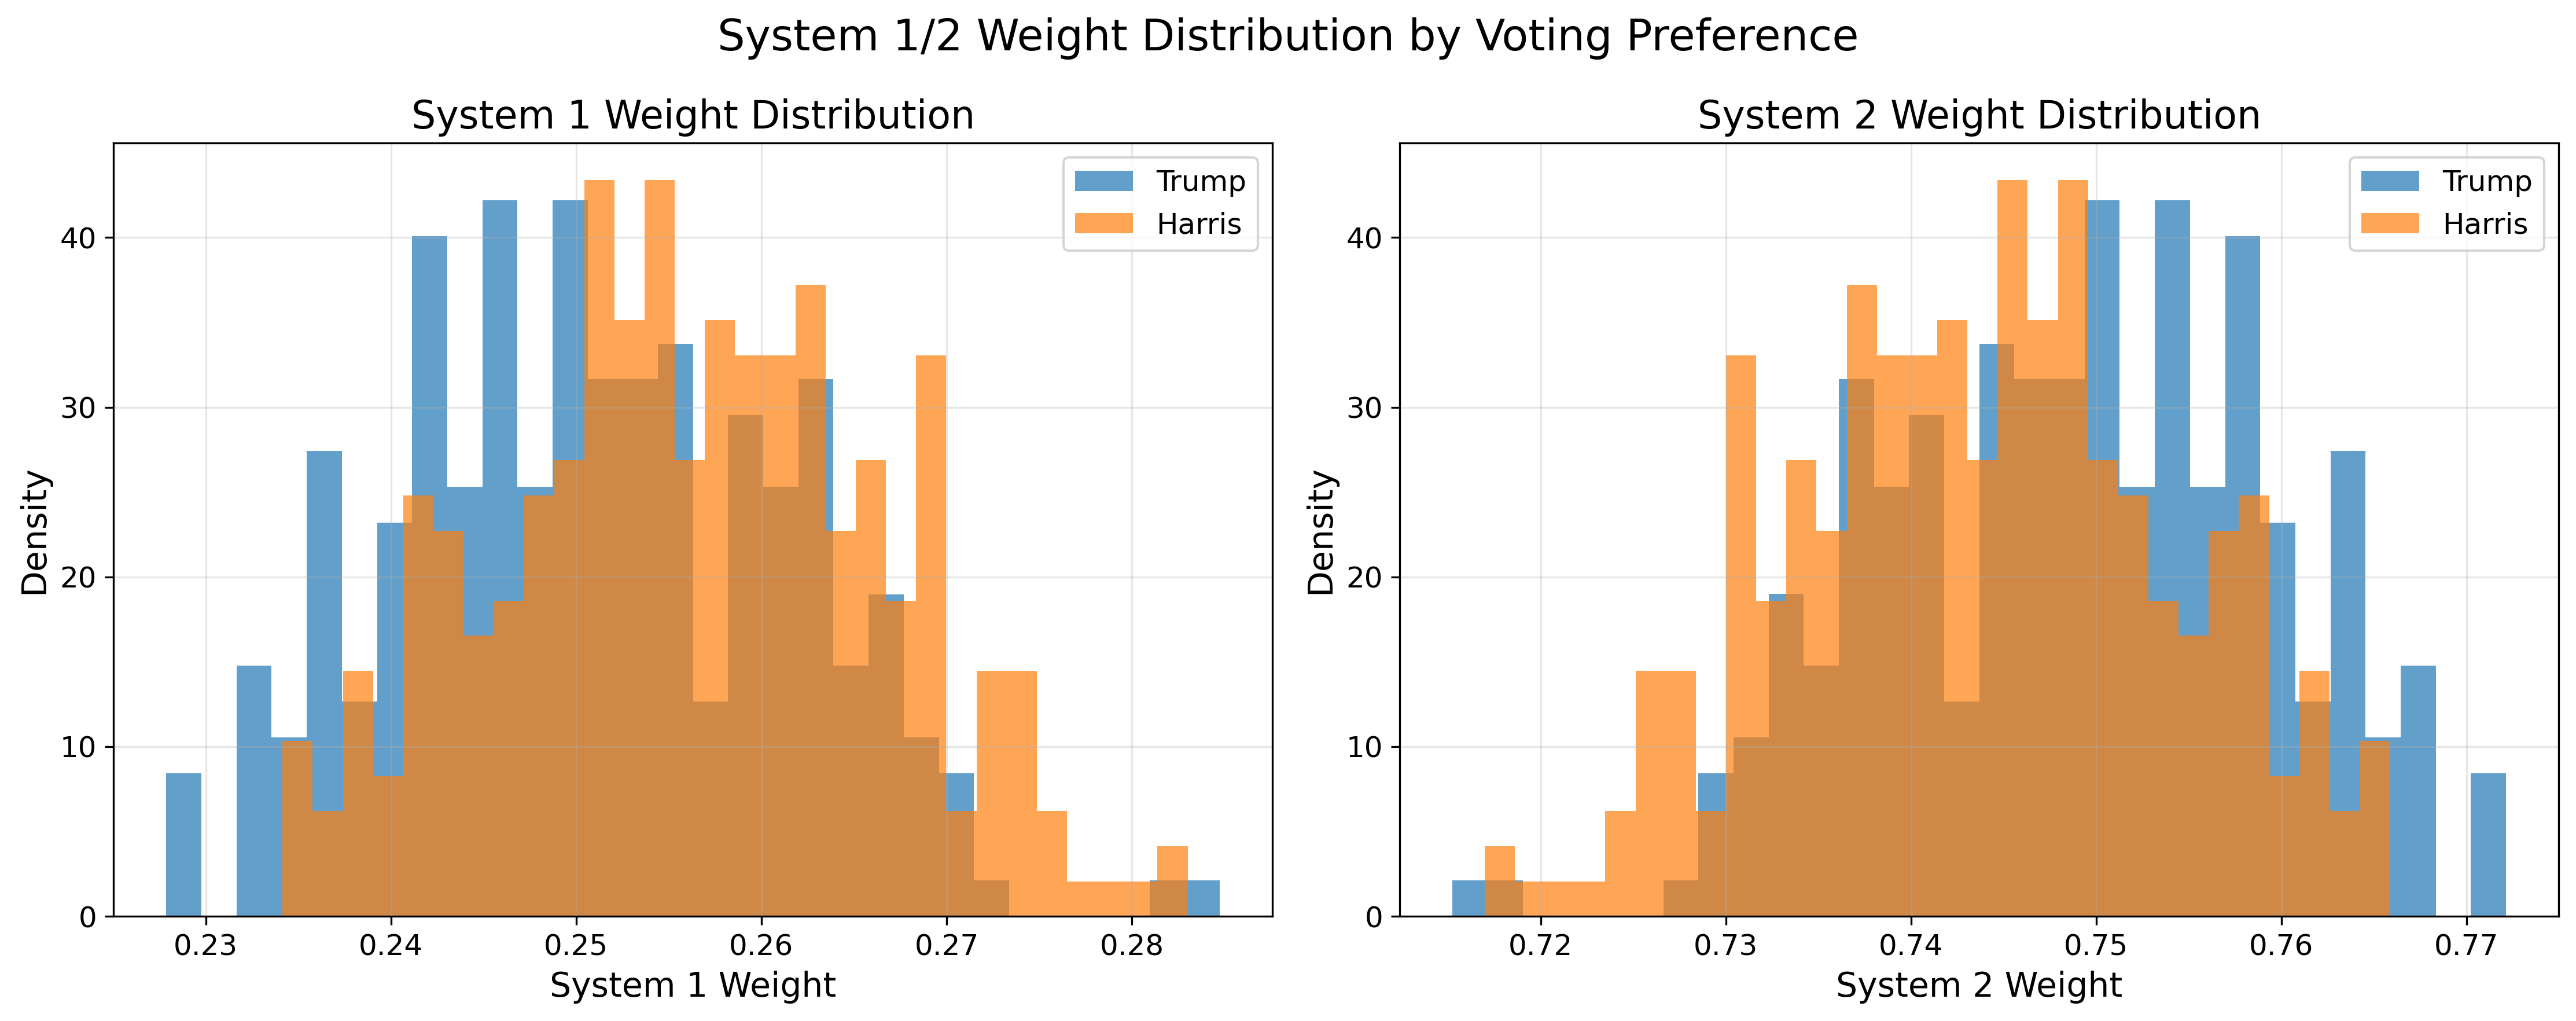 System 1/2 Weight Distribution by Voting Preference
System 1 Weight Distribution
Trump
Harris
40
30
20
10
0
Density
0.23 0.24 0.25 0.26 0.27 0.28
System 1 Weight
System 2 Weight Distribution
Trump
Harris
40
30
20
10
0
Density
0.72 0.73 0.74 0.75 0.76 0.77
System 2 Weight